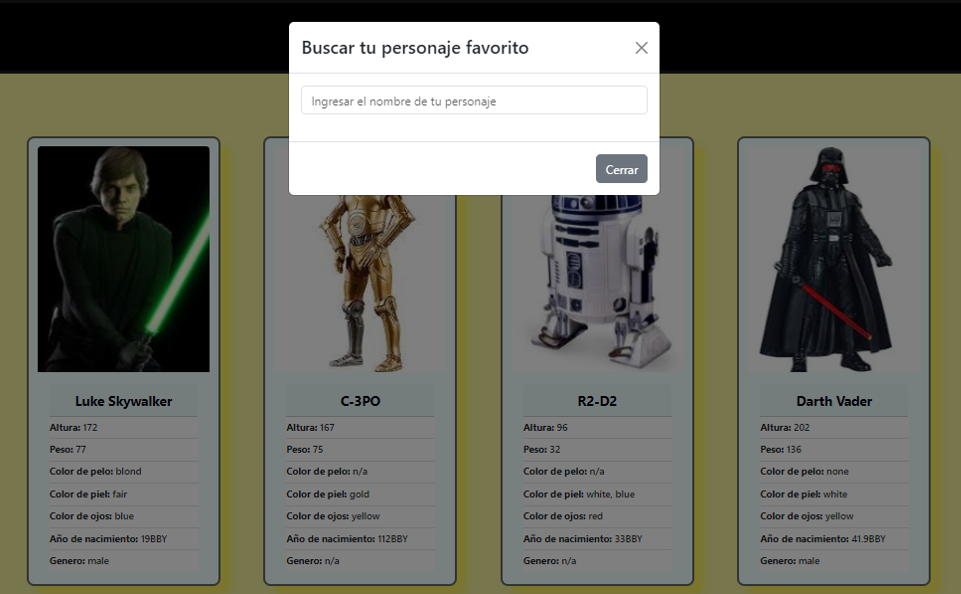 Buscar tu personaje favorito
Ingresar el nombre de tu personaje
Cerrar
Luke Skywalker
Altura: 172
Peso: 77
Color de pelo: blond
Color de piel: fair
Color de ojos: blue
Año de nacimiento: 19BBY
Genero: male
C-3PO
Altura: 167
Peso: 75
Color de pelo: n/a
Color de piel: gold
Color de ojos: yellow
Año de nacimiento: 112BBY
Genero: n/a
R2-D2
Altura: 96
Peso: 32
Color de pelo: n/a
Color de piel: white, blue
Color de ojos: red
Año de nacimiento: 33BBY
Genero: n/a
Darth Vader
Altura: 202
Peso: 136
Color de pelo: none
Color de piel: white
Color de ojos: yellow
Año de nacimiento: 41.9BBY
Genero: male